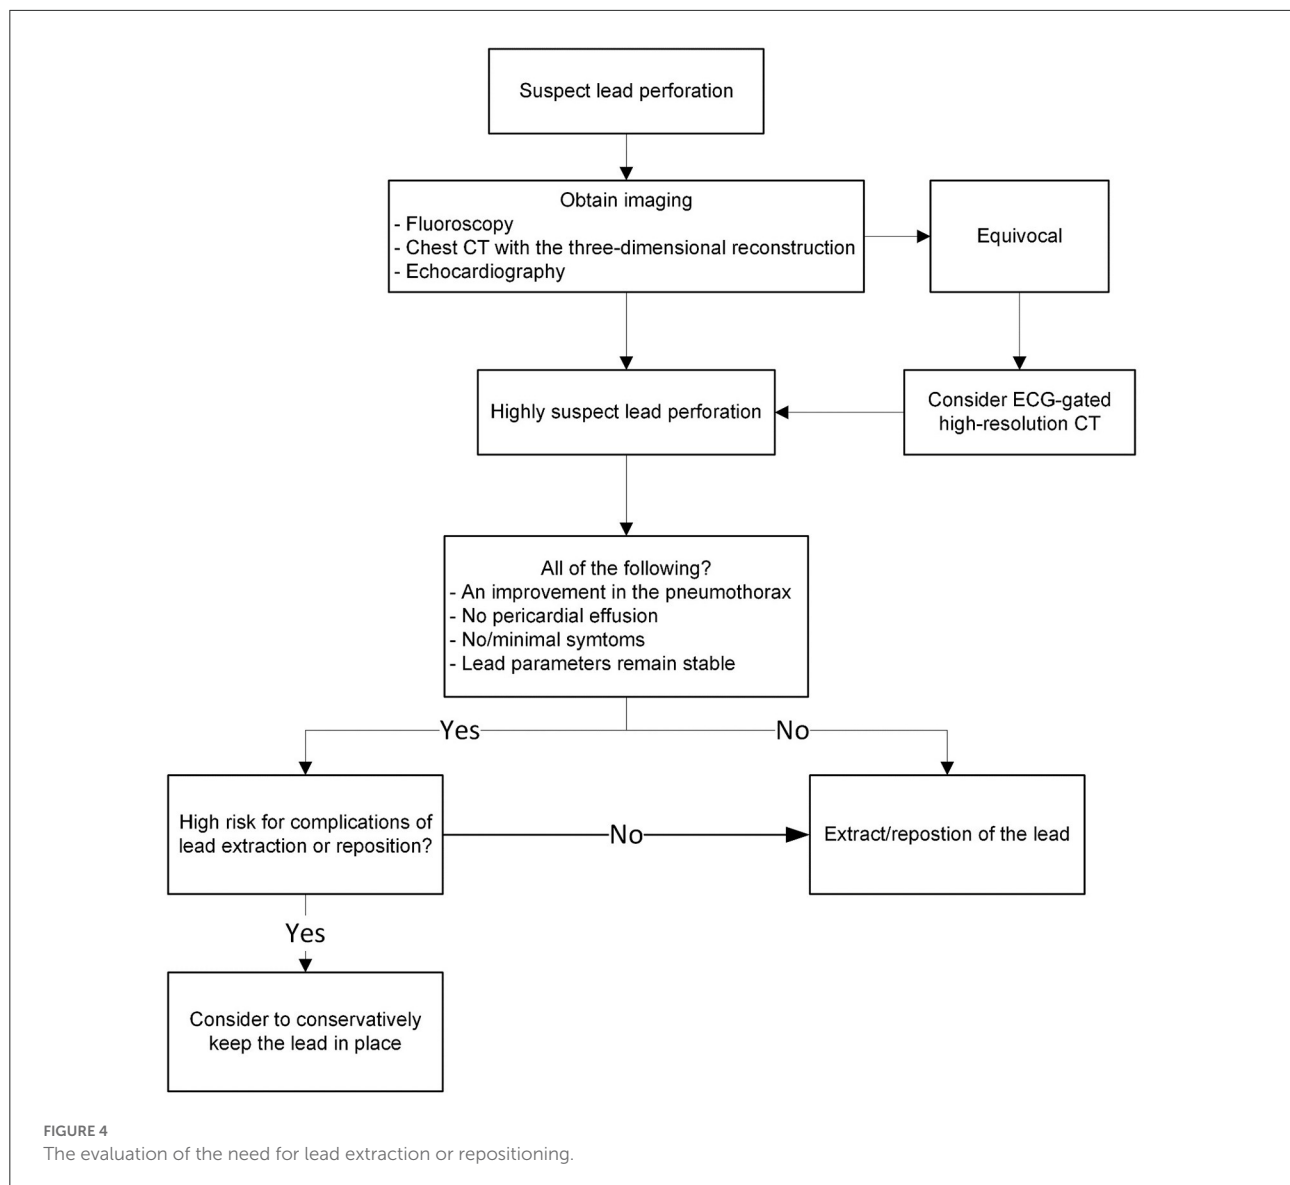 Suspect lead perforation
Obtain imaging
- Fluoroscopy
- Chest CT with the three-dimensional reconstruction
- Echocardiography
Equivocal
Highly suspect lead perforation
Consider ECG-gated
high-resolution CT
All of the following?
- An improvement in the pneumothorax
- No pericardial effusion
- No/minimal symtoms
- Lead parameters remain stable
Yes
No
High risk for complications of
lead extraction or reposition?
No
Extract/repostion of the lead
Yes
Consider to conservatively
keep the lead in place
FIGURE 4
The evaluation of the need for lead extraction or repositioning.